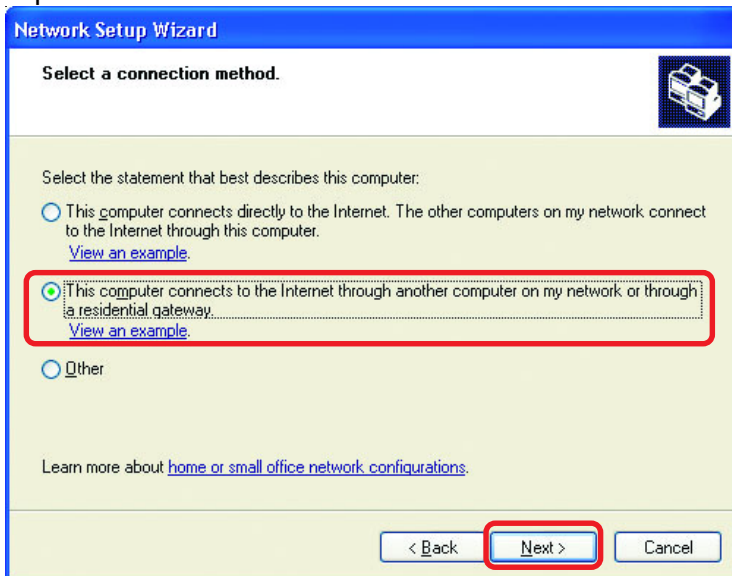 Network Setup Wizard
Select a connection method.
Select the statement that best describes this computer:
This computer connects directly to the Internet. The other computers on my network connect
to the Internet through this computer.
View an example.
This computer connects to the Internet through another computer on my network or through
a residential gateway.
View an example.
Other
Learn more about home or small office network configurations.
< Back Next > Cancel